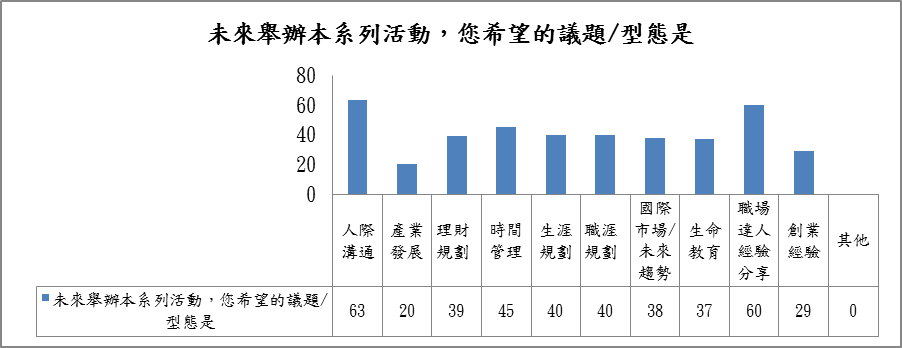 未來舉辦本系列活動，您希望的議題/型態是
80
60
40
20
0
人際
溝通
產業
發展
理財
規劃
時間
管理
生涯
規劃
職涯
規劃
國際
市場/
未來
趨勢
生命
教育
職場
達人
經驗
分享
創業
經驗
其他
未來舉辦本系列活動，您希望的議題/
型態是
63 20 39 45 40 40 38 37 60 29 0